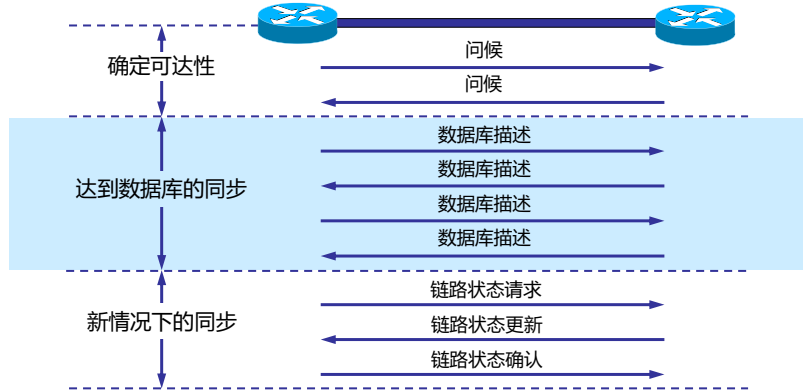 问候
确定可达性
问候
数据库描述
数据库描述
达到数据库的同步
数据库描述
数据库描述
链路状态请求
新情况下的同步
链路状态更新
链路状态确认